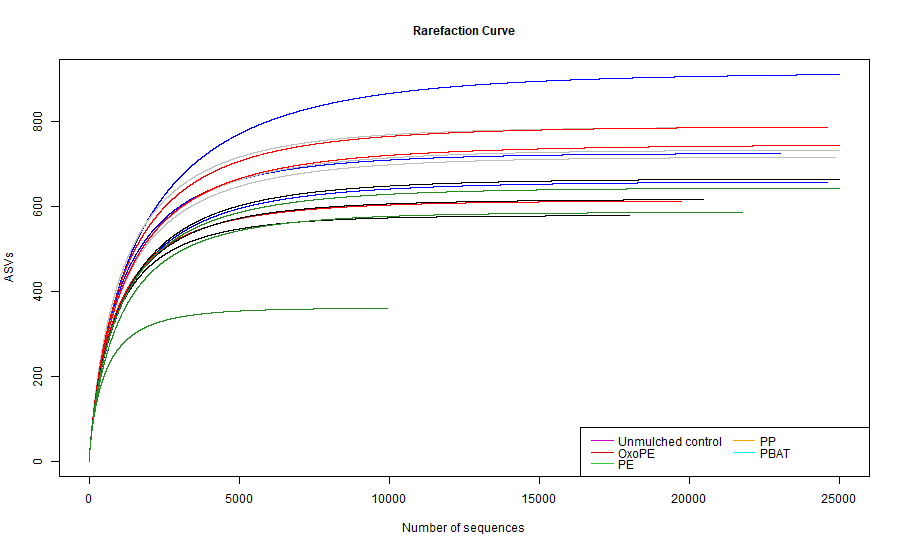 Rarefaction Curve
ASVs
800
600
400
200
0
0 5000 10000 15000 20000 25000
Number of sequences
Unmulched control PP
OxoPE PBAT
PE